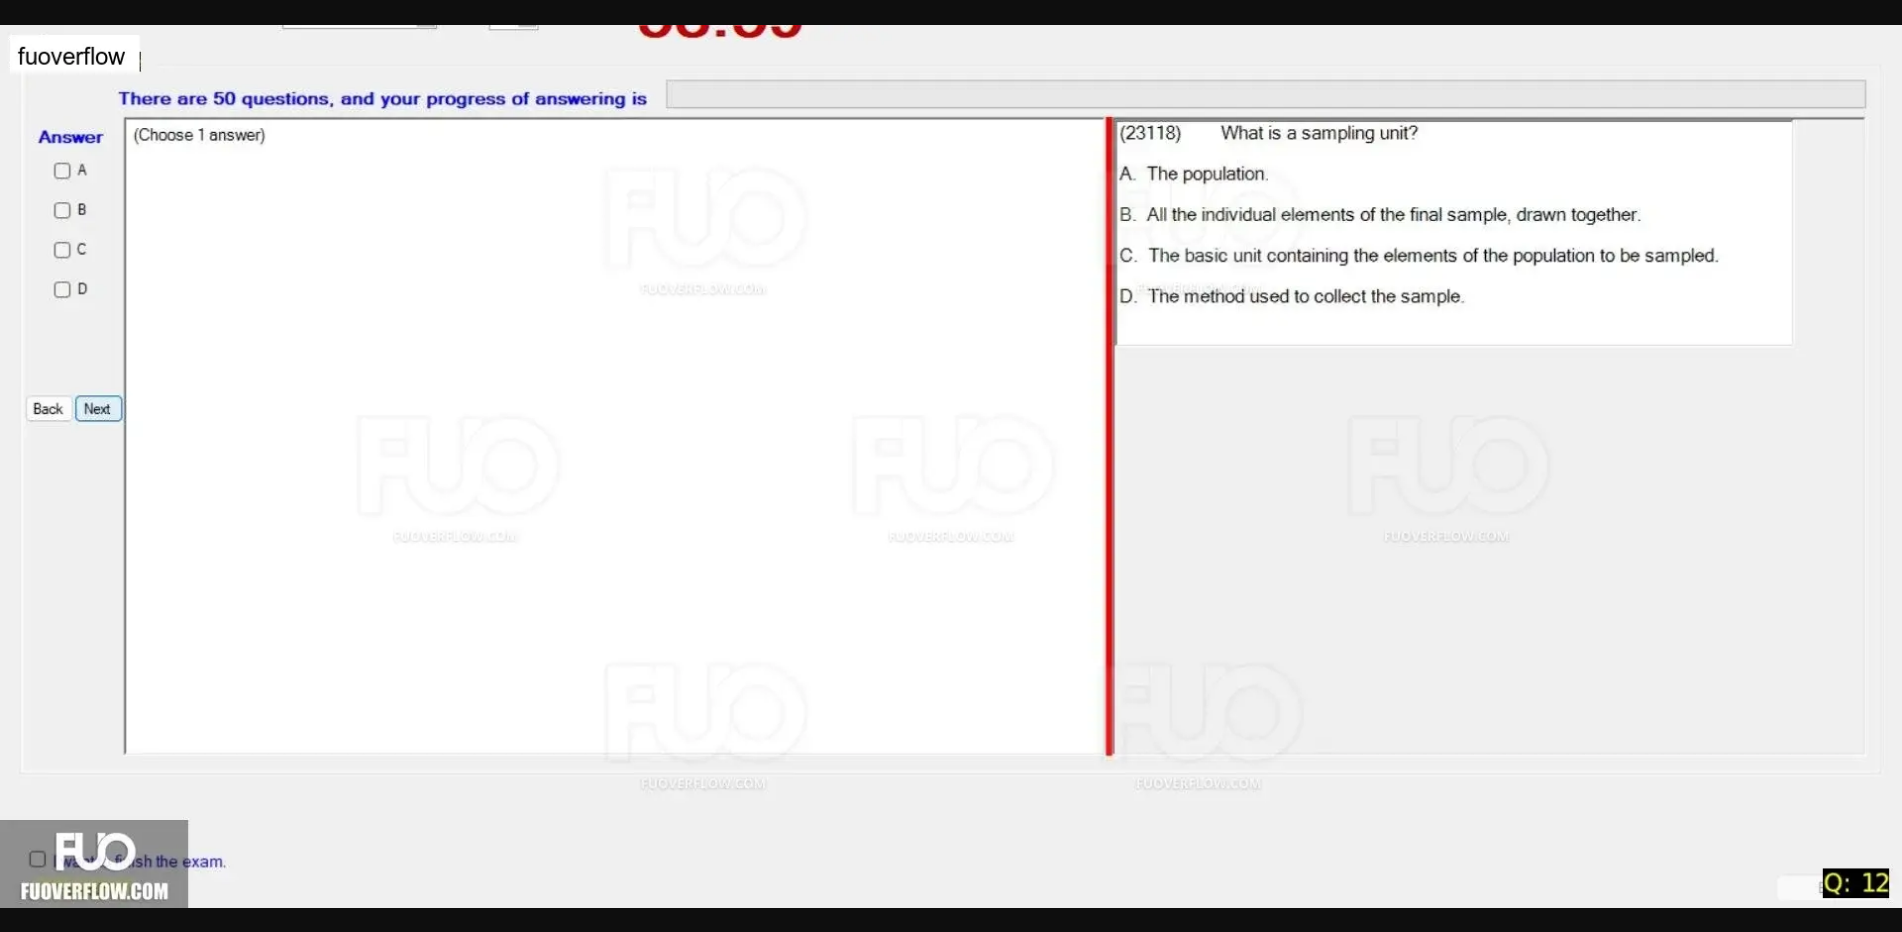 fuoverflow
There are 50 questions, and your progress of answering is
Answer
(Choose 1 answer)
A
B
C
D
Back Next
(23118) What is a sampling unit?
A. The population.
B. All the individual elements of the final sample, drawn together.
C. The basic unit containing the elements of the population to be sampled.
D. The method used to collect the sample.
FUO
FUOVERFLOW.COM
FUO
FUOVERFLOW.COM
FUO
FUOVERFLOW.COM
FUO
FUOVERFLOW.COM
FUO
FUOVERFLOW.COM
FUO
FUOVERFLOW.COM
FUO
FUOVERFLOW.COM
the exam.
FUO
FUOVERFLOW.COM
Q: 12